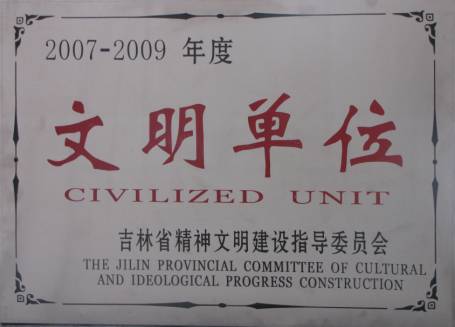 2007-2009 年度
文明单位
CIVILIZED UNIT
吉林省精神文明建设指导委员会
THE JILIN PROVINCIAL COMMITTEE OF CULTURAL
AND IDEOLOGICAL PROGRESS CONSTRUCTION